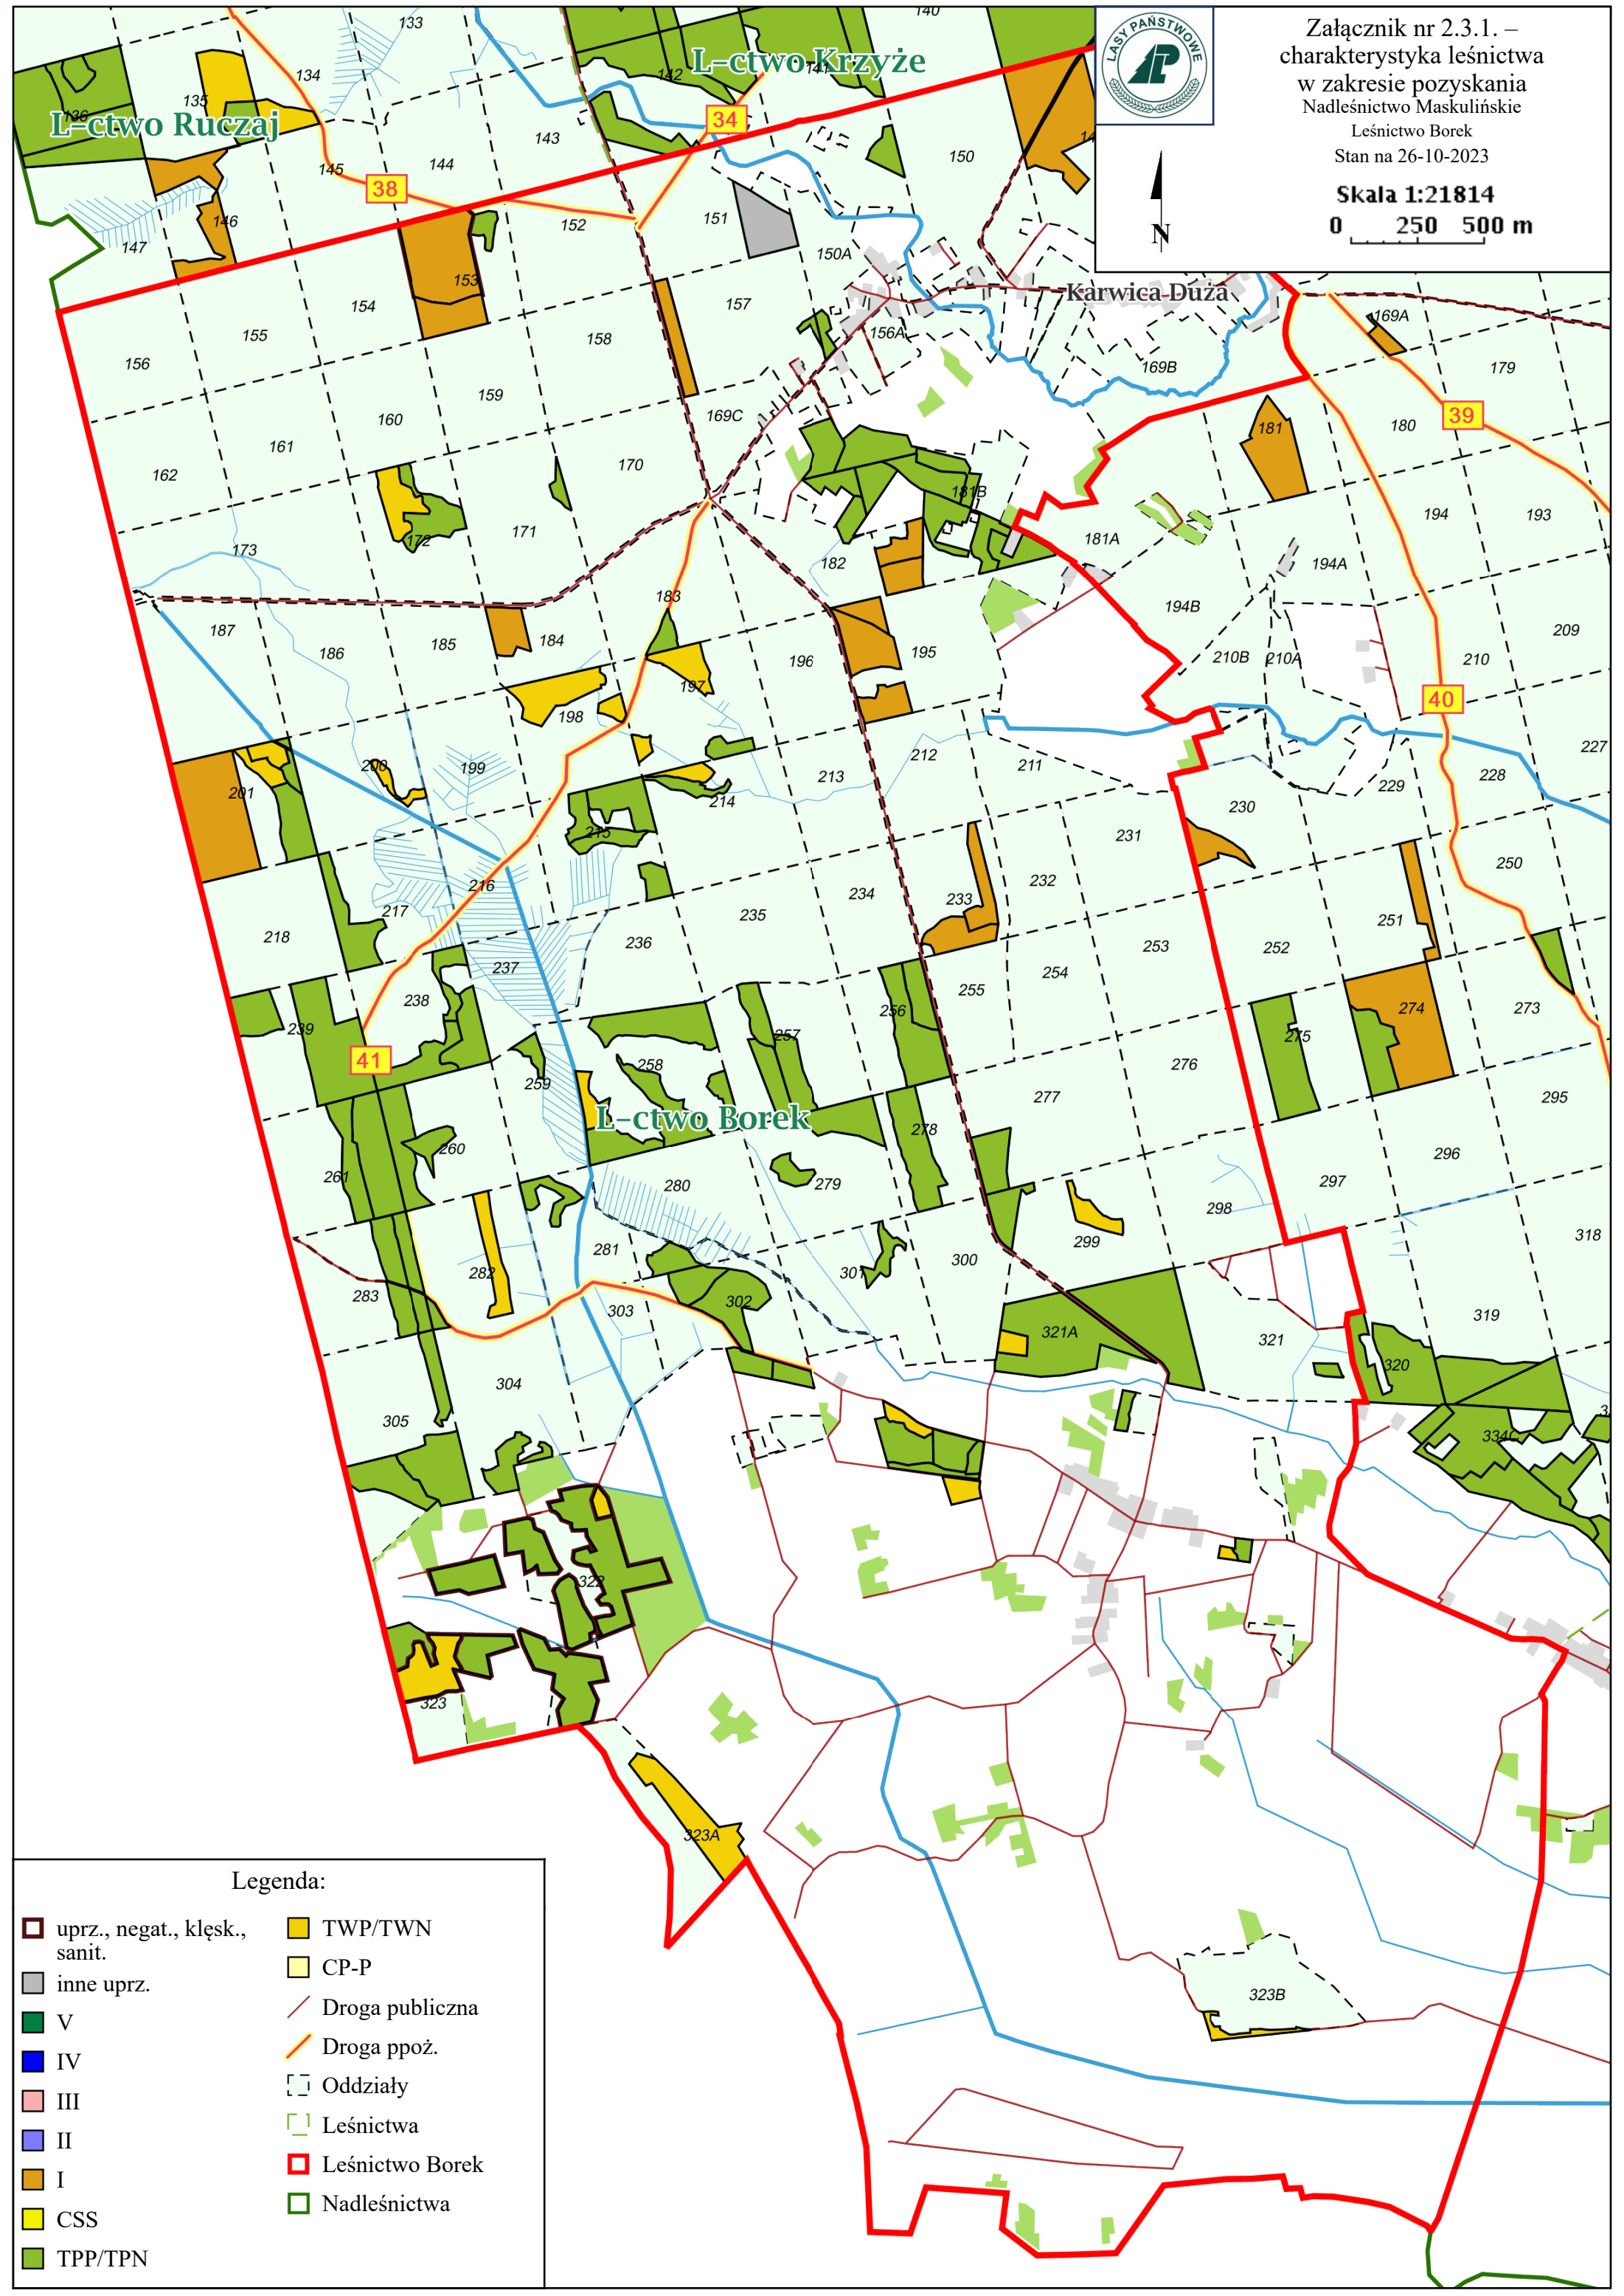 Załącznik nr 2.3.1. –
charakterystyka leśnictwa
w zakresie pozyskania
Nadleśnictwo Maskulińskie
Leśnictwo Borek
Stan na 26-10-2023
Skala 1:21814
0 250 500 m
N
LASY PAŃSTWOWE
133
140
134
142
L-ctwo Krzyże
141
135
136
L-ctwo Ruczaj
34
143
144
145
38
150
146
147
152
151
150A
153
154
157
Karwica Duża
155
158
156A
169A
156
169B
179
159
160
169C
39
180
181
161
162
170
181B
194
193
171
172
173
181A
182
194A
183
194B
187
184
185
186
209
195
196
210B
210A
210
197
198
40
200
199
201
212
211
213
214
227
228
229
230
215
231
216
250
217
218
232
233
234
235
236
251
252
253
237
254
238
255
256
239
257
274
273
275
41
258
259
276
277
295
L-ctwo Borek
278
260
261
296
279
280
297
298
281
299
300
301
282
283
318
302
303
319
321A
321
320
304
305
334C
322
323
323A
323B
Legenda:
uprz., negat., klęsk.,
sanit.
inne uprz.
V
IV
III
II
I
CSS
TPP/TPN
TWP/TWN
CP-P
Droga publiczna
Droga ppoż.
Oddziały
Leśnictwa
Leśnictwo Borek
Nadleśnictwa